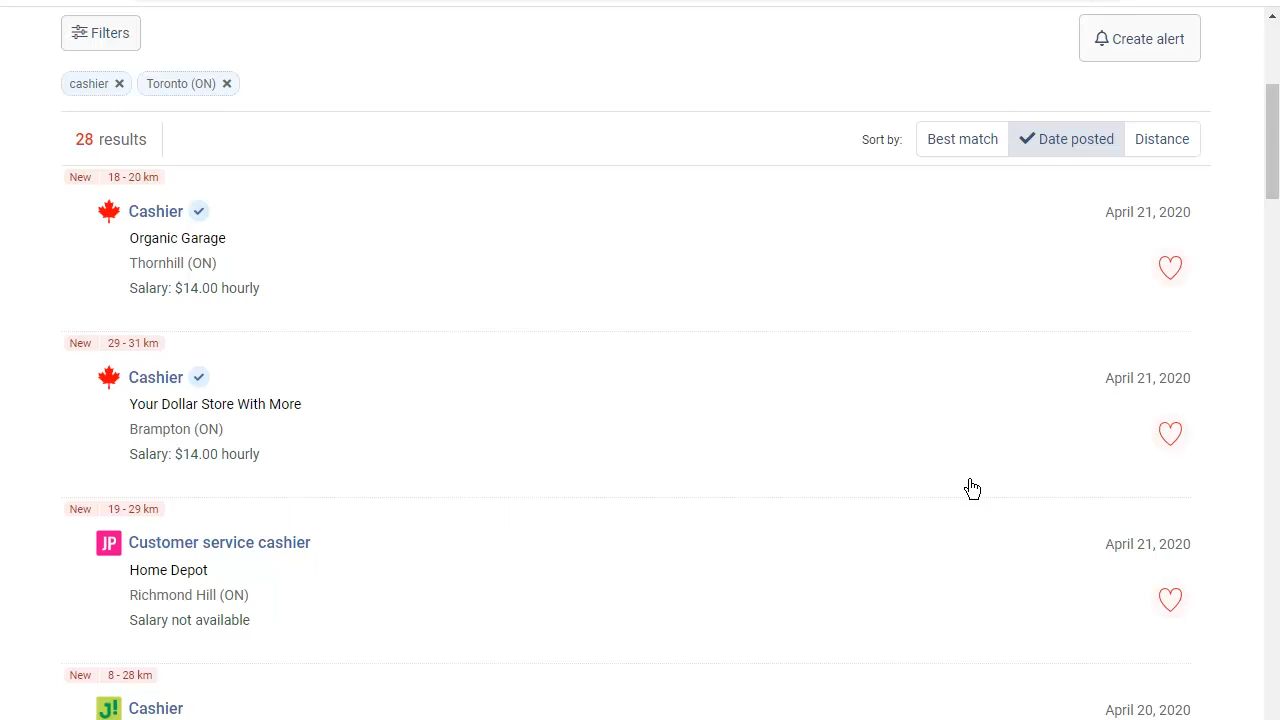 Filters
Create alert
cashier
Toronto (ON)
28 results
Sort by:
Best match
Date posted
Distance
New 18 - 20 km
Cashier
April 21, 2020
Organic Garage
Thornhill (ON)
Salary: $14.00 hourly
New 29 - 31 km
Cashier
April 21, 2020
Your Dollar Store With More
Brampton (ON)
Salary: $14.00 hourly
New 19 - 29 km
JP
Customer service cashier
April 21, 2020
Home Depot
Richmond Hill (ON)
Salary not available
New 8 - 28 km
J!
Cashier
April 20, 2020